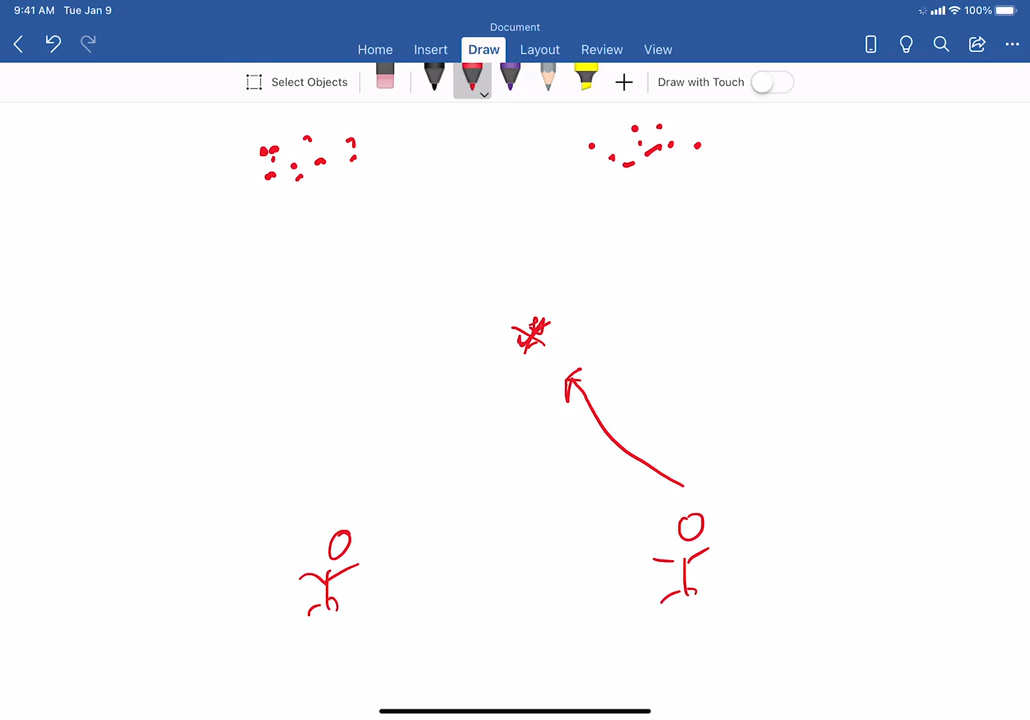 9:41 AM Tue Jan 9 100%
Document
Home Insert Draw Layout Review View
Select Objects Draw with Touch